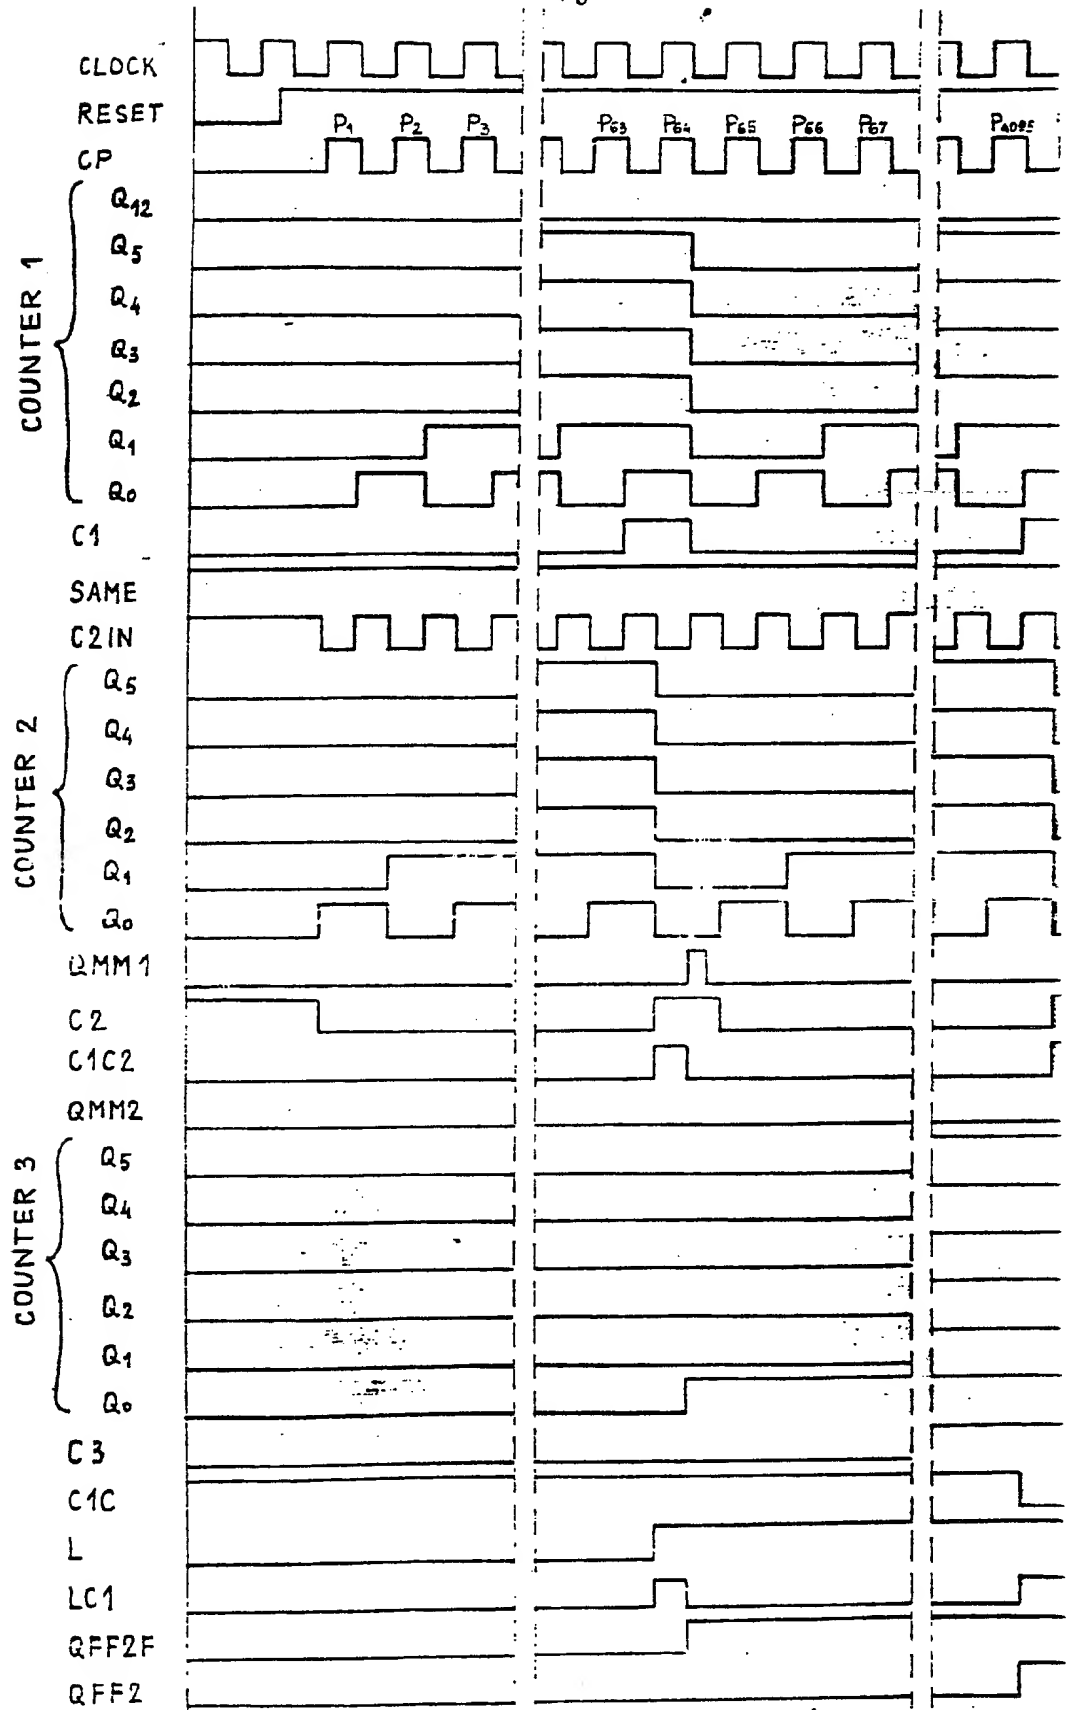 CLOCK
RESET
P1 P2 P3 P63 P64 P65 P66 P67 P4095
CP
COUNTER 1
Q12
Q5
Q4
Q3
Q2
Q1
Q0
C1
SAME
C2IN
COUNTER 2
Q5
Q4
Q3
Q2
Q1
Q0
QMM1
C2
C1C2
QMM2
COUNTER 3
Q5
Q4
Q3
Q2
Q1
Q0
C3
C1C
L
LC1
QFF2F
QFF2